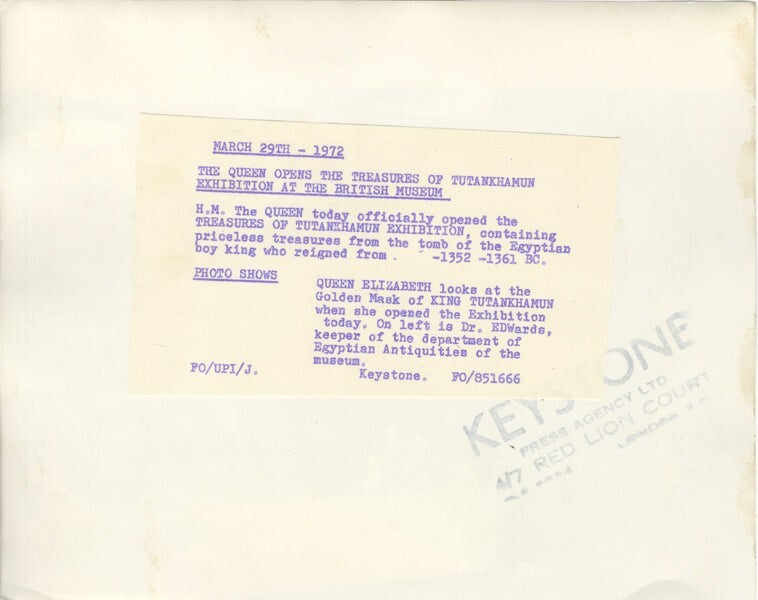 MARCH 29TH - 1972
THE QUEEN OPENS THE TREASURES OF TUTANKHAMUN
EXHIBITION AT THE BRITISH MUSEUM
H.M. The QUEEN today officially opened the
TREASURES OF TUTANKHAMUN EXHIBITION, containing
priceless treasures from the tomb of the Egyptian
boy king who reigned from . -1352 -1361 BC.
PHOTO SHOWS
QUEEN ELIZABETH looks at the
Golden Mask of KING TUTANKHAMUN
when she opened the Exhibition
today. On left is Dr. EDWards,
keeper of the department of
Egyptian Antiquities of the
museum.
FO/UPI/J.
Keystone. FO/851666
KEYSTONE
PRESS AGENCY LTD
RED LION COURT
LONDON